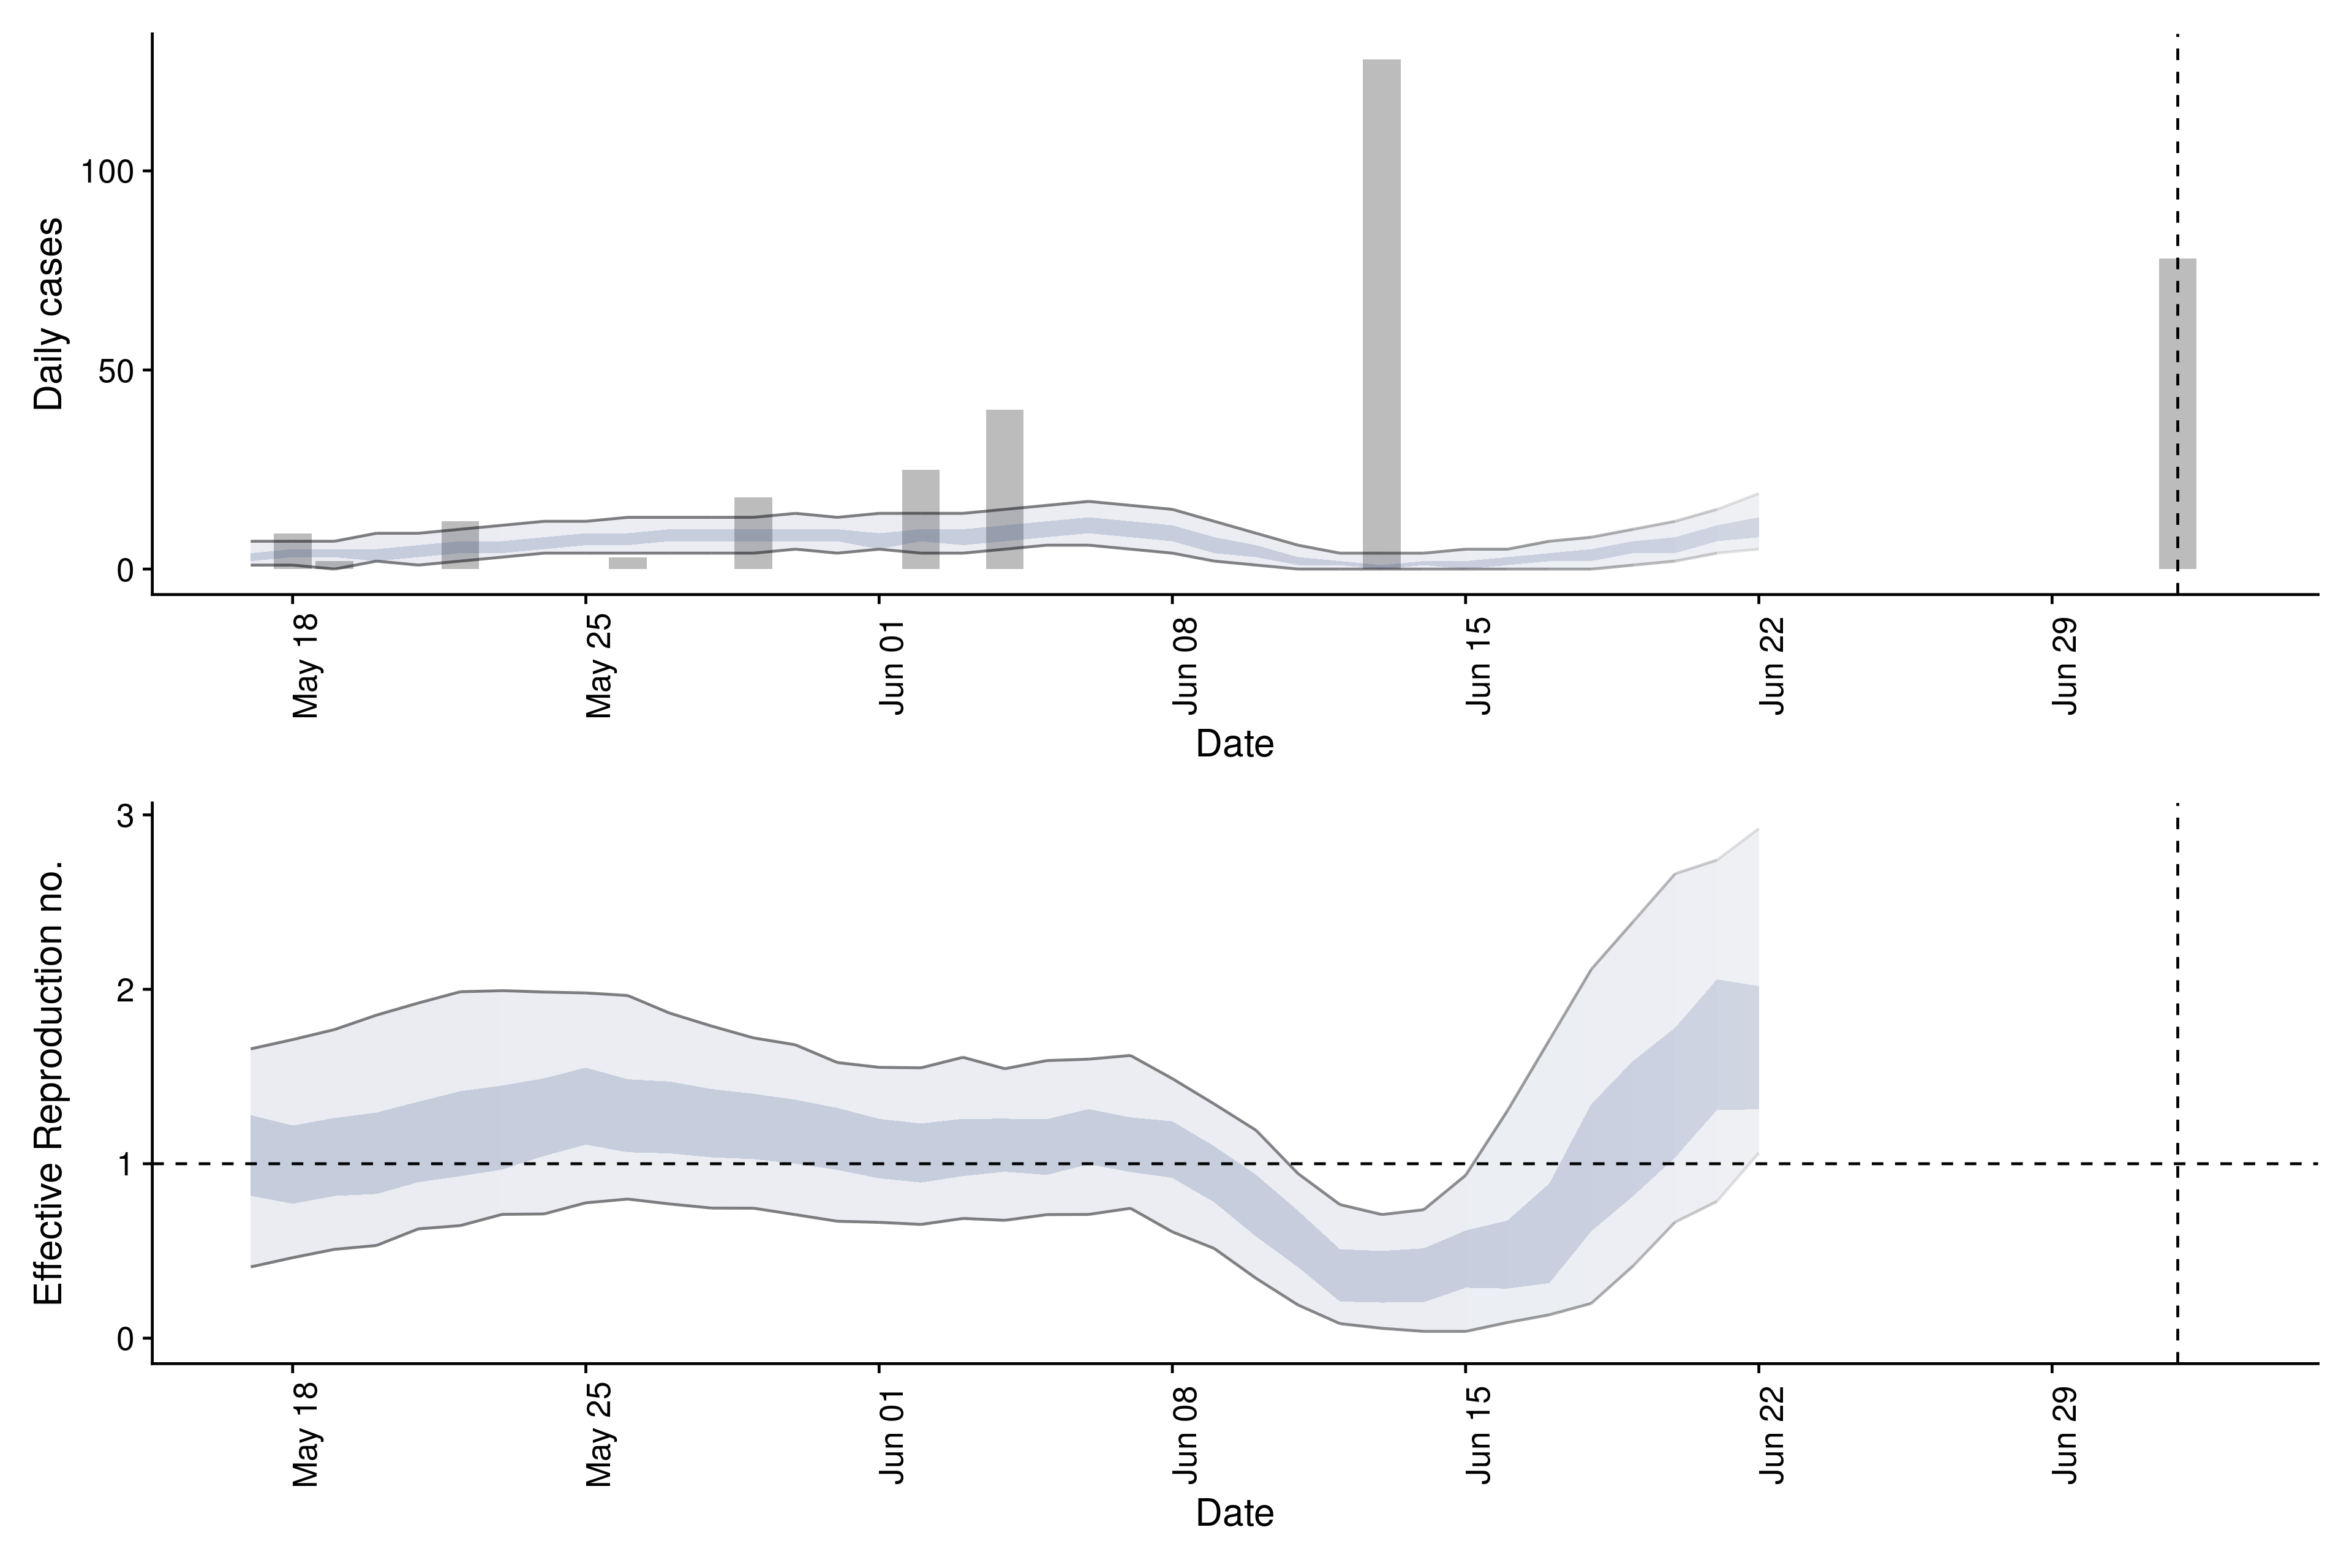 Daily cases
100
50
0
May 18
May 25
Jun 01
Jun 08
Jun 15
Jun 22
Jun 29
Date
Effective Reproduction no.
3
2
1
0
May 18
May 25
Jun 01
Jun 08
Jun 15
Jun 22
Jun 29
Date